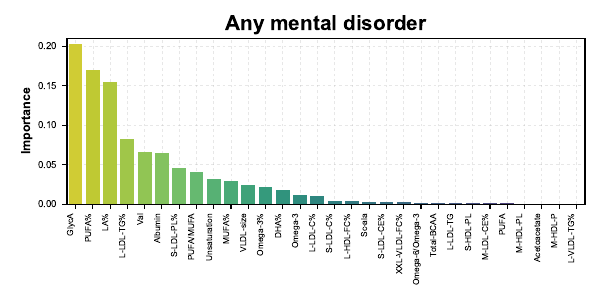 Any mental disorder
Importance
0.20
0.15
0.10
0.05
0.00
GlycA
PUFA%
LA%
L-LDL-TG%
Val
Albumin
S-LDL-PL%
PUFA/MUFA
Unsaturation
MUFA%
VLDL-size
Omega-3%
DHA%
Omega-3
L-LDL-C%
S-LDL-C%
L-HDL-FC%
S-LDL-CE%
XXL-VLDL-FC%
Omega-6/Omega-3
Total-BCAA
L-LDL-TG
S-HDL-PL
M-LDL-CE%
PUFA
M-HDL-PL
Acetoacetate
M-HDL-P
L-VLDL-TG%